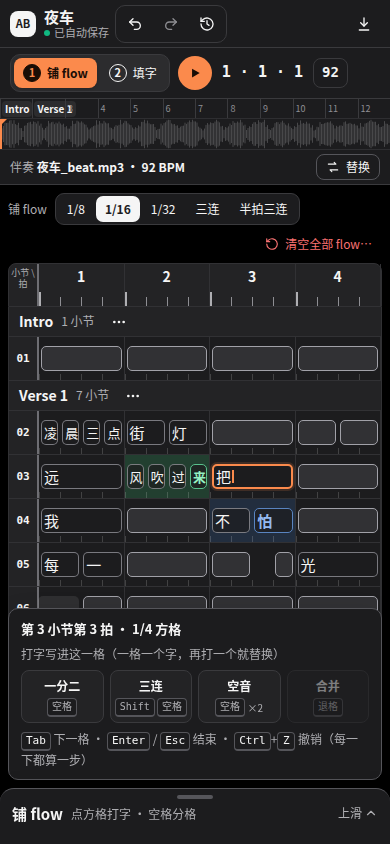 AB 夜车
已自动保存
1 铺 flow 2 填字 1 · 1 · 1 92
Intro Verse 1 4 5 6 7 8 9 10 11 12
伴奏 夜车_beat.mp3 • 92 BPM 替换
铺 flow 1/8 1/16 1/32 三连 半拍三连
清空全部 flow…
小节 \ 拍 1 2 3 4
Intro 1 小节 …
01
Verse 1 7 小节 …
02 凌 晨 三 点 街 灯
03 远 风 吹 过 来 把
04 我 不 怕
05 每 一 光
第 3 小节第 3 拍 • 1/4 方格
打字写进这一格（一格一个字，再打一个就替换）
一分二 三连 空音 合并
空格 Shift 空格 空格 ×2 退格
Tab 下一格 • Enter / Esc 结束 • Ctrl+Z 撤销（每一
下都算一步）
铺 flow 点方格打字 · 空格分格 上滑